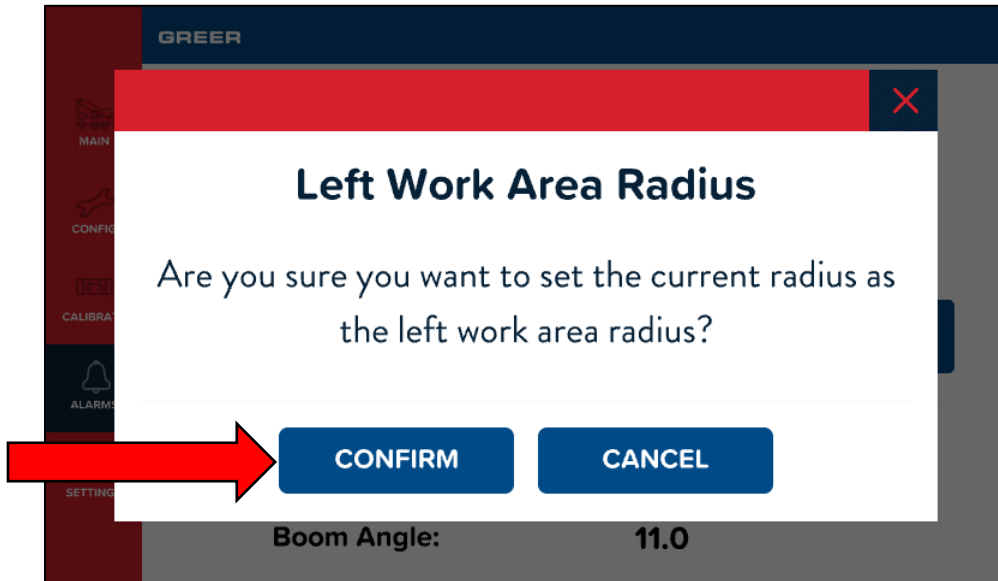 GREER
MAIN
Left Work Area Radius
CONFIG
Are you sure you want to set the current radius as
the left work area radius?
CALIBRAT
ALARMS
CONFIRM
CANCEL
SETTING
Boom Angle: 11.0